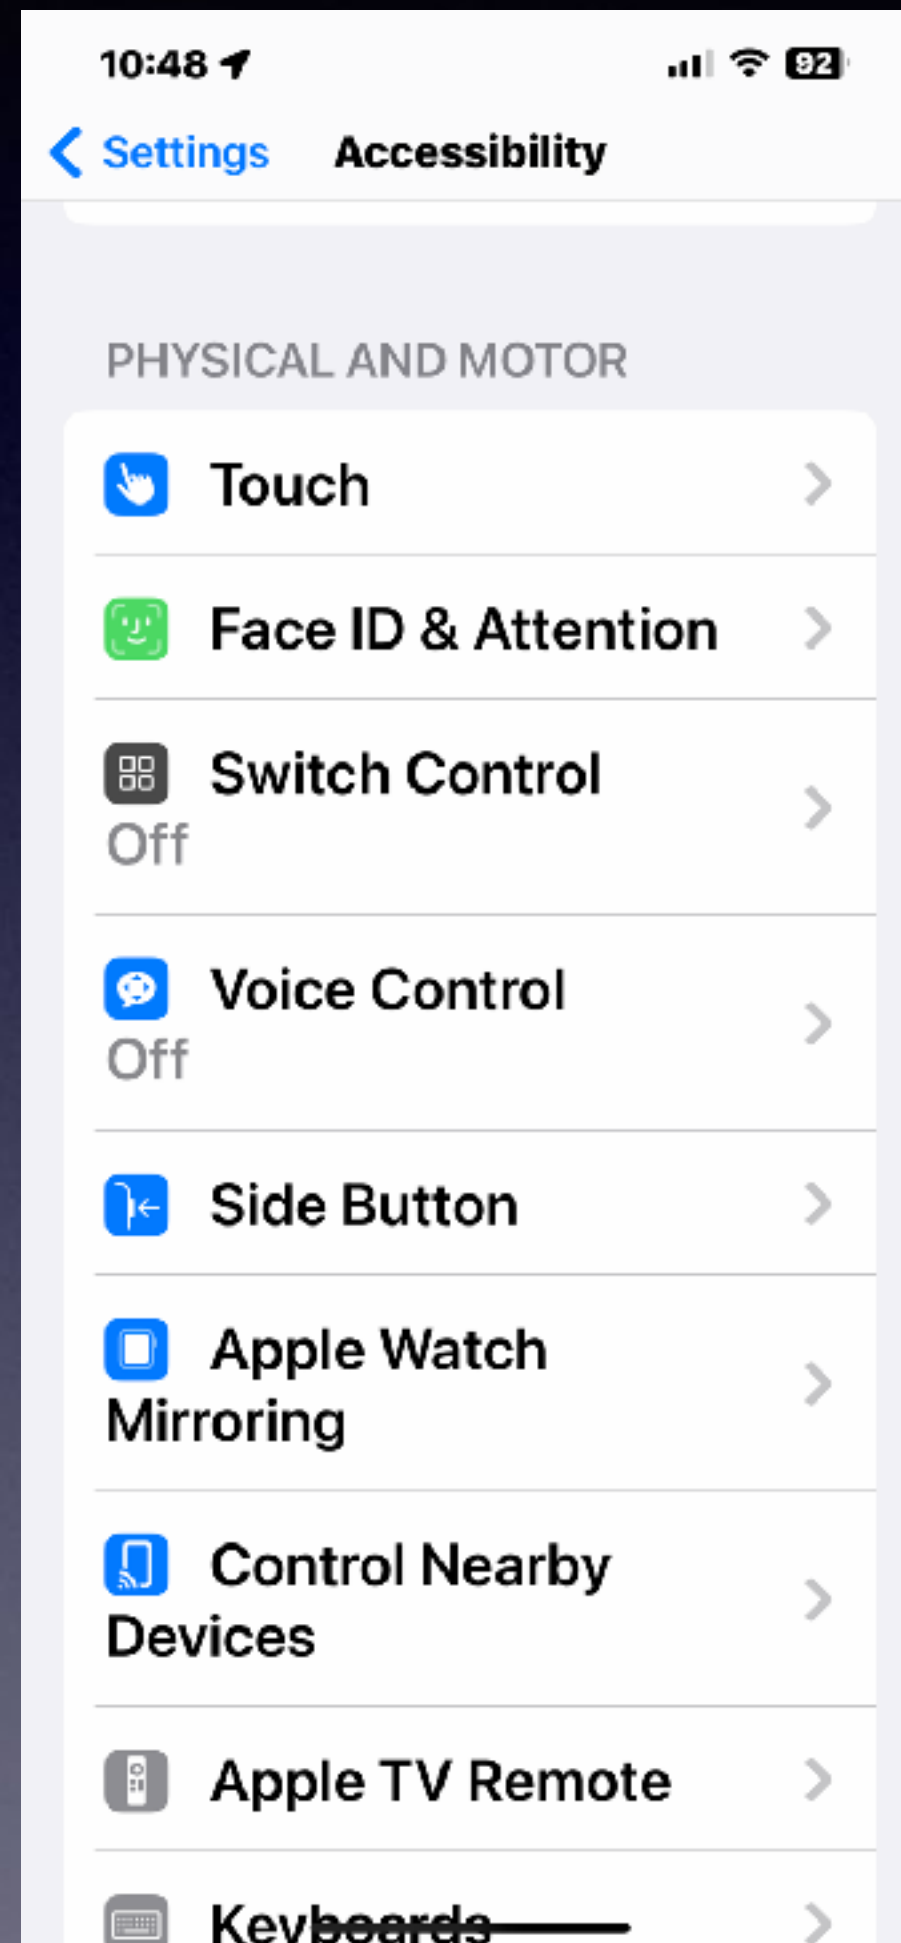 10:48
92
Settings
Accessibility
PHYSICAL AND MOTOR
Touch
Face ID & Attention
Switch Control
Off
Voice Control
Off
Side Button
Apple Watch
Mirroring
Control Nearby
Devices
Apple TV Remote
Keyboards